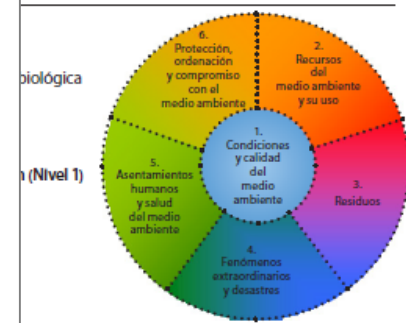 biológica
n (Nivel 1)
6.
Protección,
ordenación
y compromiso
con el
medio ambiente
2.
Recursos
del
medio ambiente
y su uso
1.
Condiciones
y calidad
del
medio
ambiente
5.
Asentamientos
humanos
y salud
del medio
ambiente
3.
Residuos
4.
Fenómenos
extraordinarios
y desastres